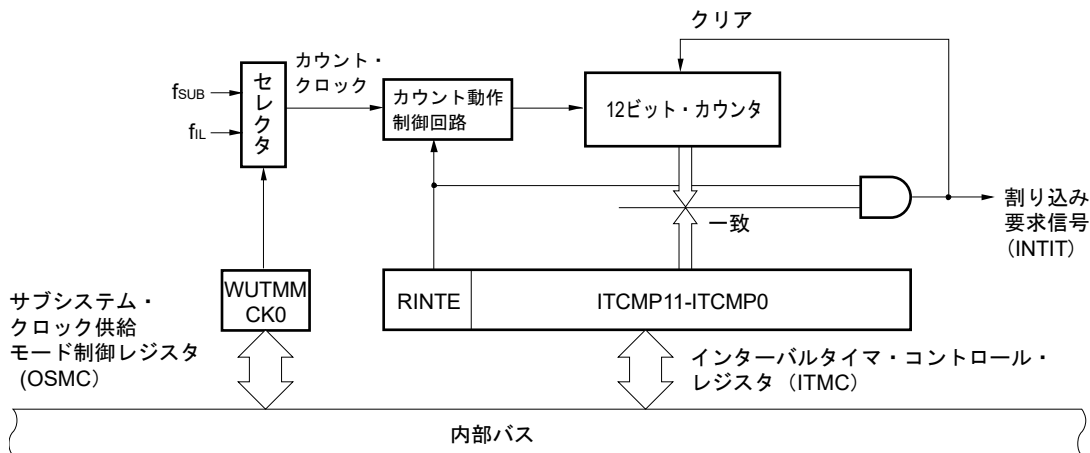 クリア
カウント・
クロック
セレクタ
fSUB
fIL
カウント動作
制御回路
12ビット・カウンタ
一致
割り込み
要求信号
(INTIT)
WUTMM
CK0
RINTE
ITCMP11-ITCMP0
サブシステム・
クロック供給
モード制御レジスタ
(OSMC)
インターバルタイマ・コントロール・
レジスタ（ITMC）
内部バス